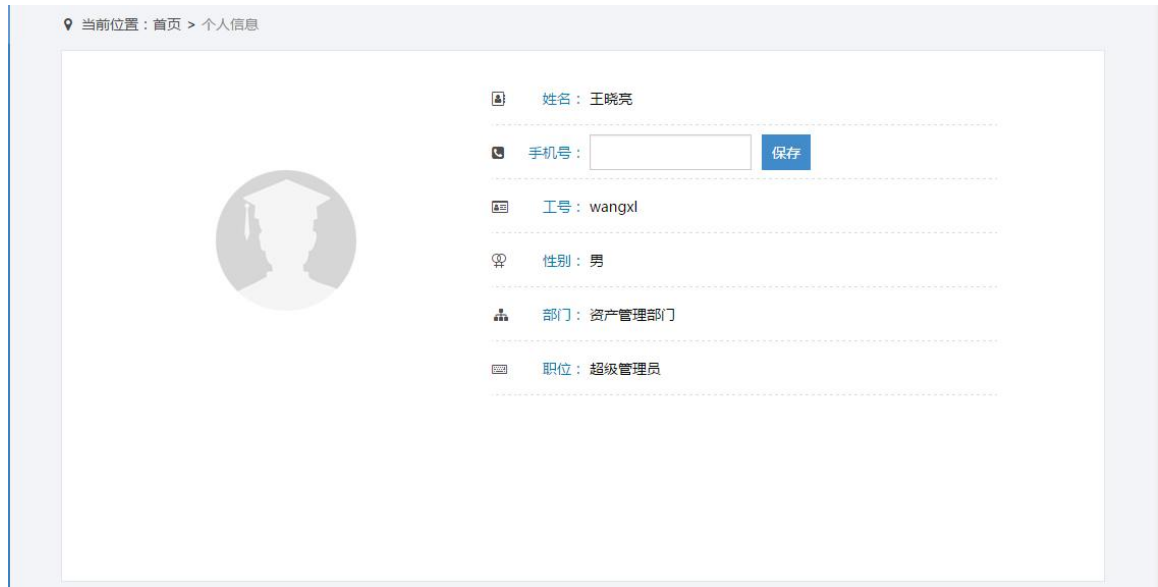 当前位置：首页 > 个人信息
姓名： 王晓亮
手机号： 保存
工号： wangxl
性别： 男
部门： 资产管理部门
职位： 超级管理员